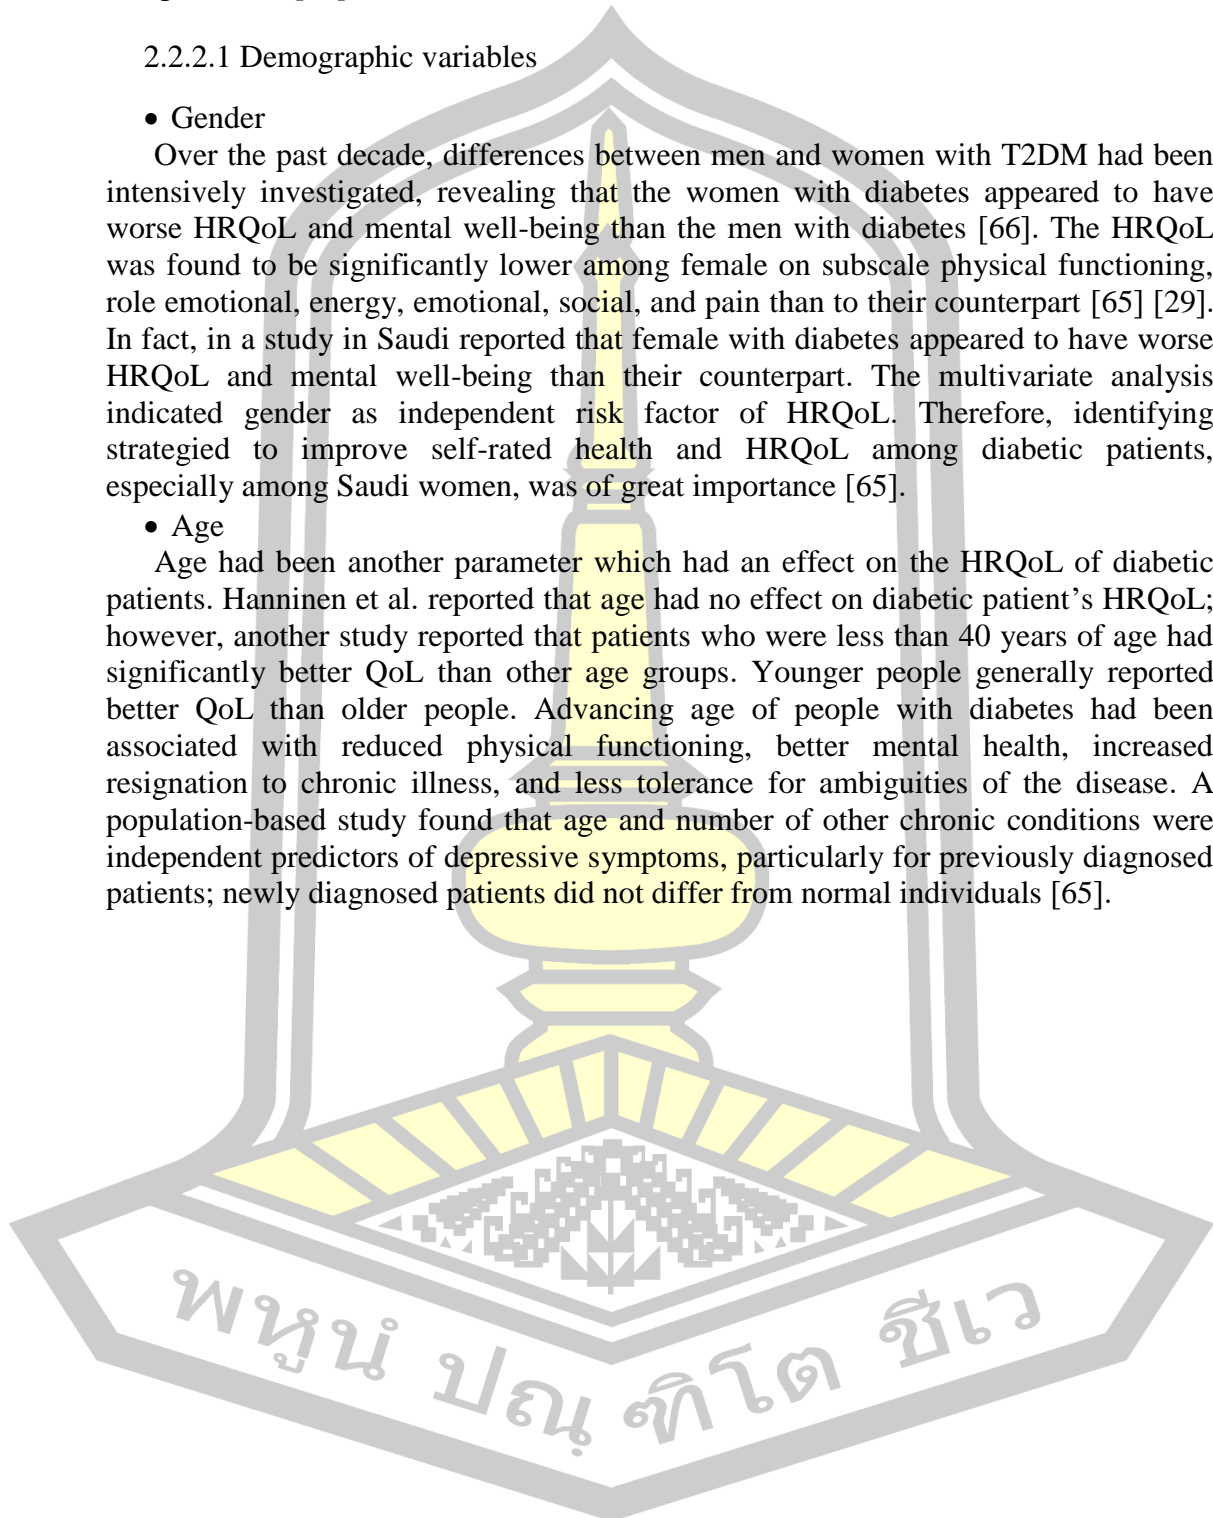 2.2.2.1 Demographic variables
• Gender
Over the past decade, differences between men and women with T2DM had been
intensively investigated, revealing that the women with diabetes appeared to have
worse HRQoL and mental well-being than the men with diabetes [66]. The HRQoL
was found to be significantly lower among female on subscale physical functioning,
role emotional, energy, emotional, social, and pain than to their counterpart [65] [29].
In fact, in a study in Saudi reported that female with diabetes appeared to have worse
HRQoL and mental well-being than their counterpart. The multivariate analysis
indicated gender as independent risk factor of HRQoL. Therefore, identifying
strategied to improve self-rated health and HRQoL among diabetic patients,
especially among Saudi women, was of great importance [65].
• Age
Age had been another parameter which had an effect on the HRQoL of diabetic
patients. Hanninen et al. reported that age had no effect on diabetic patient’s HRQoL;
however, another study reported that patients who were less than 40 years of age had
significantly better QoL than other age groups. Younger people generally reported
better QoL than older people. Advancing age of people with diabetes had been
associated with reduced physical functioning, better mental health, increased
resignation to chronic illness, and less tolerance for ambiguities of the disease. A
population-based study found that age and number of other chronic conditions were
independent predictors of depressive symptoms, particularly for previously diagnosed
patients; newly diagnosed patients did not differ from normal individuals [65].
พหูนํ ปณฺ ฑิโต ชีเว